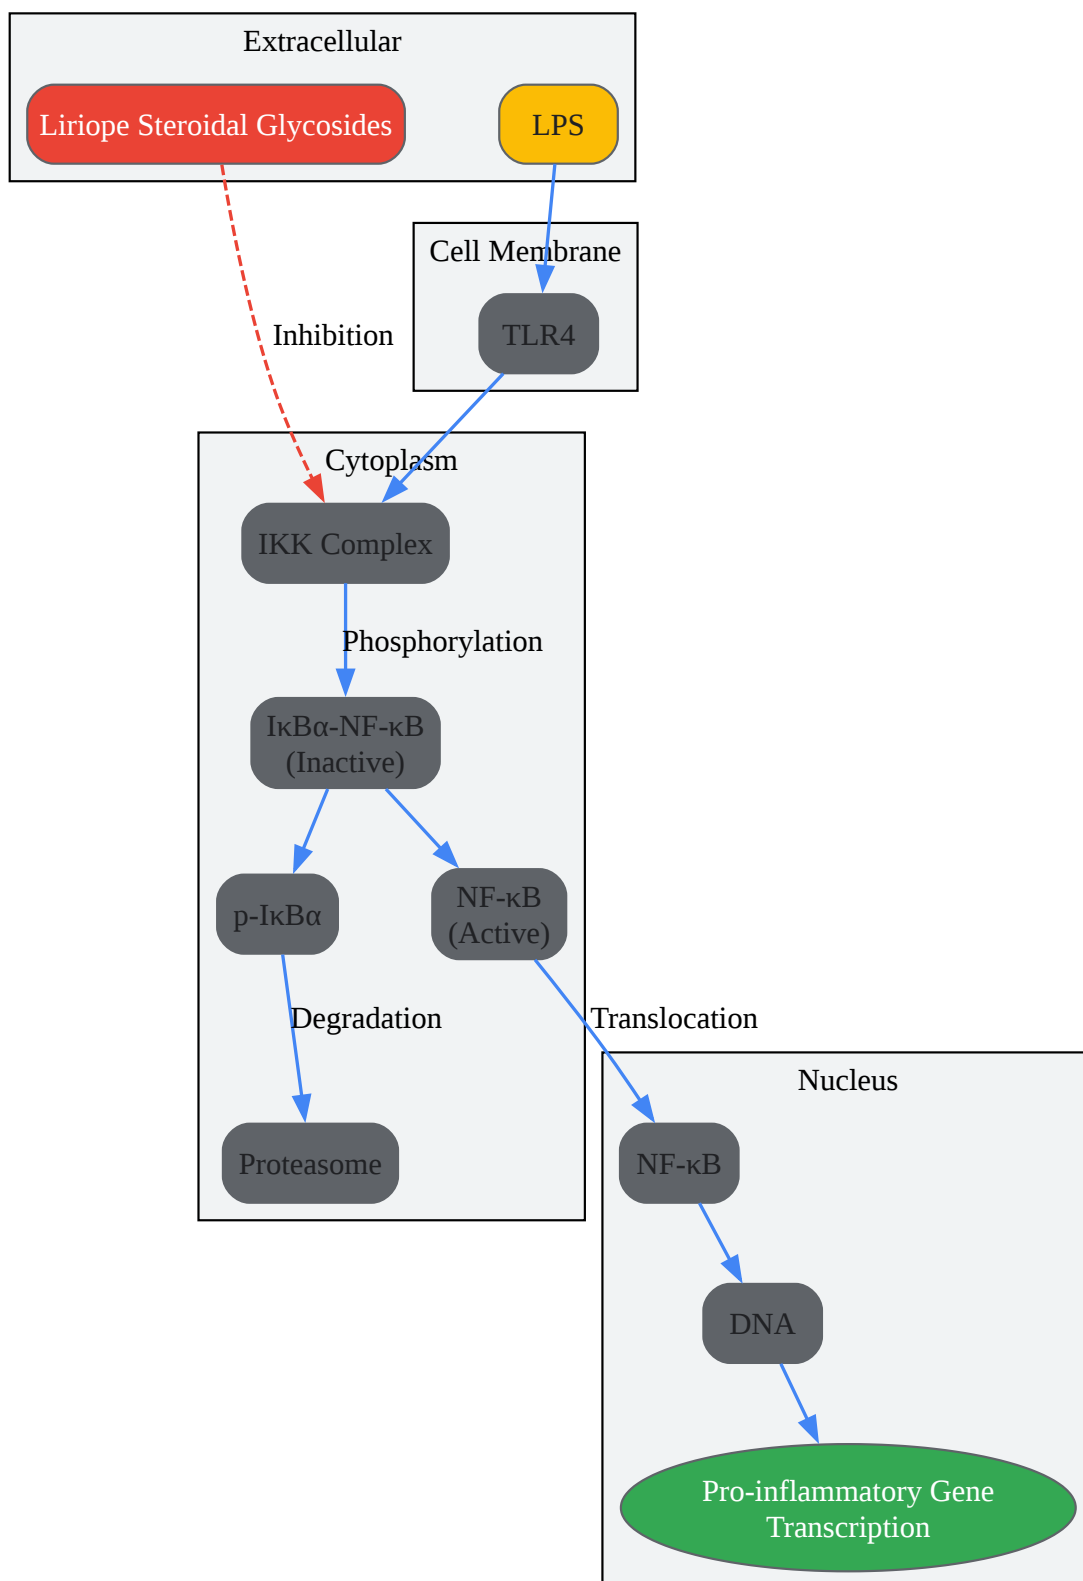 Extracellular
Liriope Steroidal Glycosides
LPS
Cell Membrane
TLR4
Inhibition
Cytoplasm
IKK Complex
Phosphorylation
IκBα-NF-κB
(Inactive)
p-IκBα
NF-κB
(Active)
Degradation
Translocation
Nucleus
Proteasome
NF-κB
DNA
Pro-inflammatory Gene
Transcription